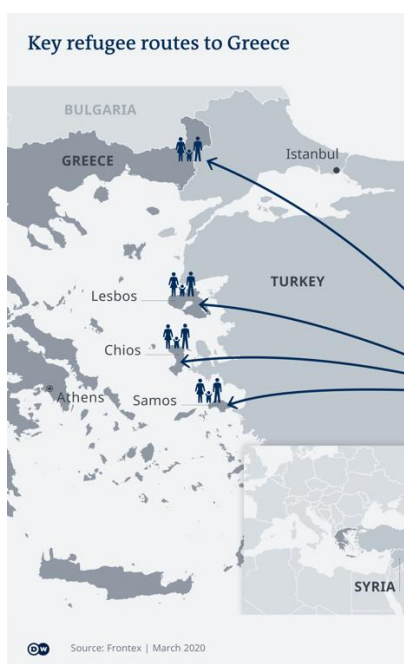 Key refugee routes to Greece
BULGARIA
GREECE
Istanbul
TURKEY
Lesbos
Chios
Athens
Samos
SYRIA
DW Source: Frontex | March 2020